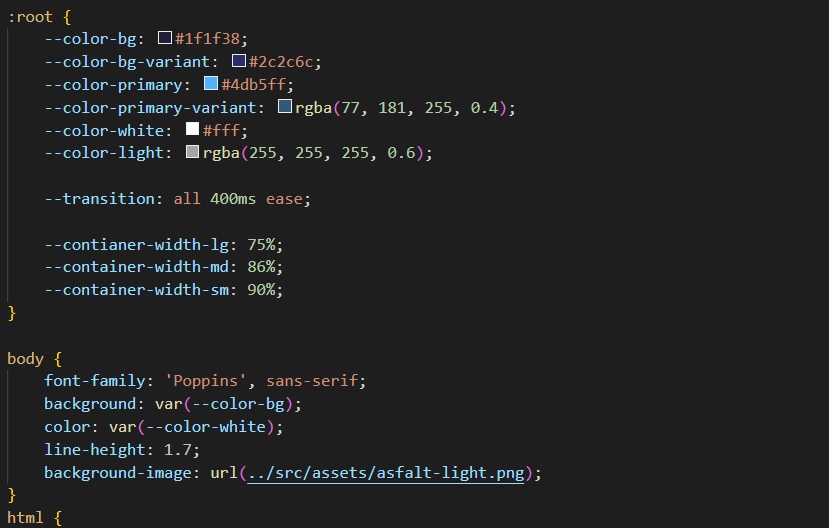 :root {
--color-bg: #1f1f38;
--color-bg-variant: #2c2c6c;
--color-primary: #4db5ff;
--color-primary-variant: rgba(77, 181, 255, 0.4);
--color-white: #fff;
--color-light: rgba(255, 255, 255, 0.6);
--transition: all 400ms ease;
--contianer-width-lg: 75%;
--container-width-md: 86%;
--container-width-sm: 90%;
}
body {
font-family: 'Poppins', sans-serif;
background: var(--color-bg);
color: var(--color-white);
line-height: 1.7;
background-image: url(../src/assets/asfalt-light.png);
}
html {